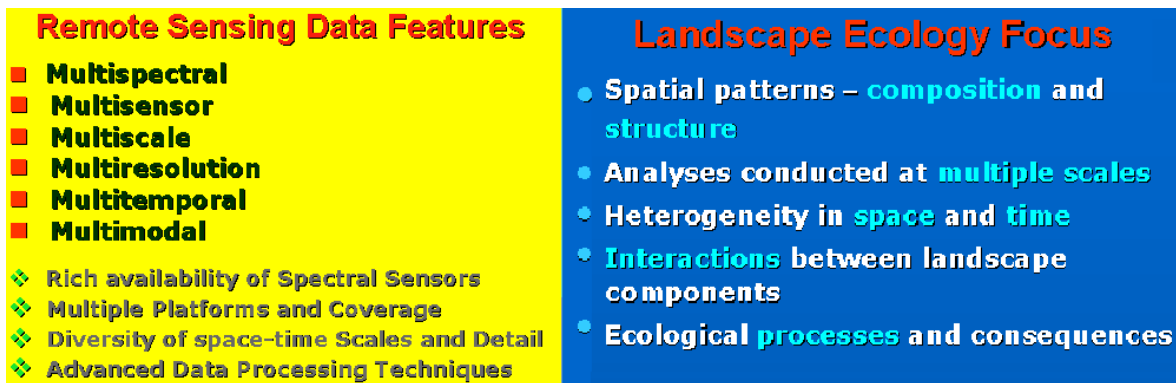 Remote Sensing Data Features
Multispectral
Multisensor
Multiscale
Multiresolution
Multitemporal
Multimodal
Rich availability of Spectral Sensors
Multiple Platforms and Coverage
Diversity of space-time Scales and Detail
Advanced Data Processing Techniques
Landscape Ecology Focus
Spatial patterns – composition and
structure
Analyses conducted at multiple scales
Heterogeneity in space and time
Interactions between landscape
components
Ecological processes and consequences